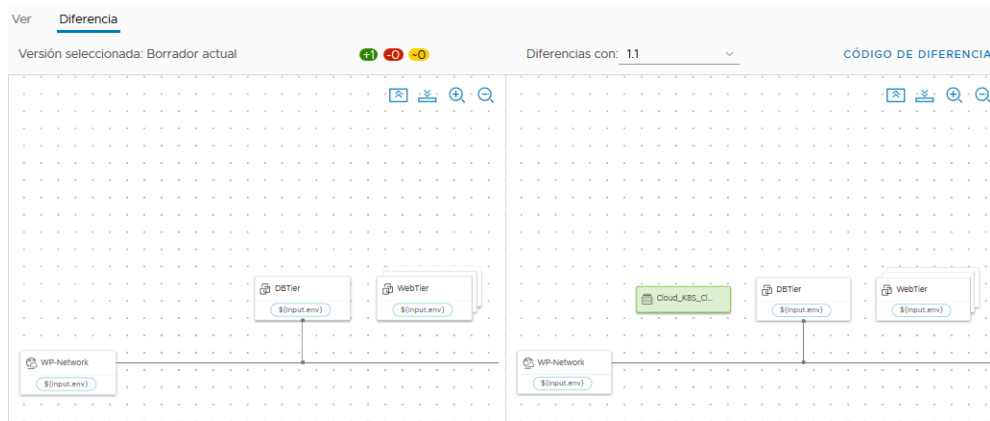 Ver Diferencia
Versión seleccionada: Borrador actual +1 -0 ~0 Diferencias con: 1.1 CÓDIGO DE DIFERENCIA
DBTier
${input.env}
WebTier
${input.env}
WP-Network
${input.env}
Cloud_K8S_Cl...
DBTier
${input.env}
WebTier
${input.env}
WP-Network
${input.env}